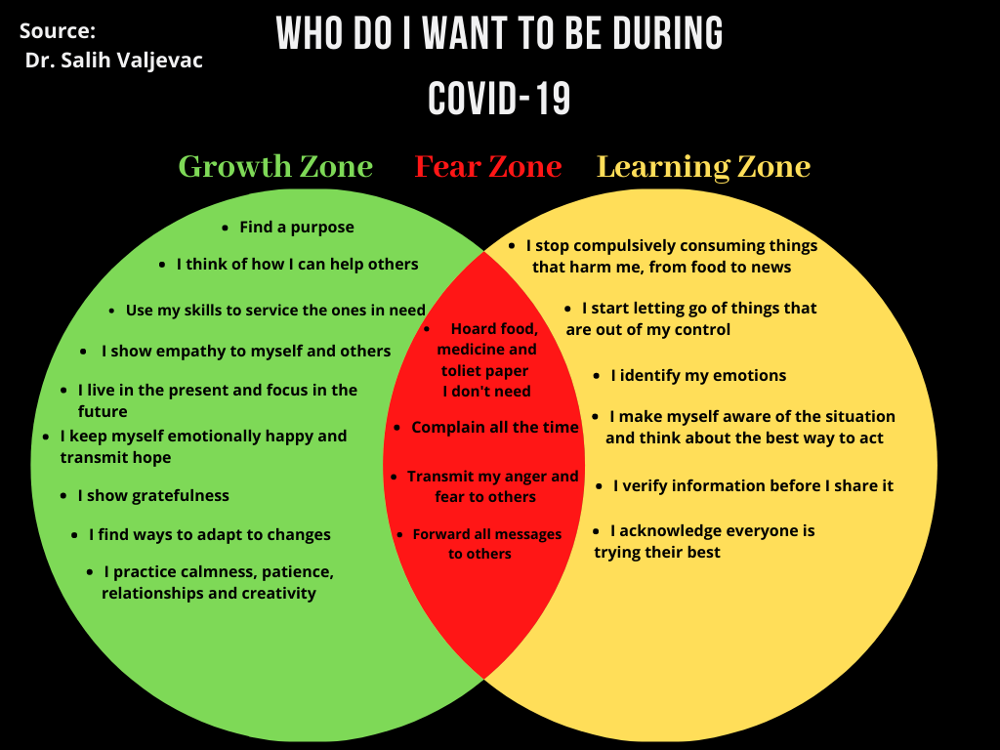 Source:
Dr. Salih Valjevac
WHO DO I WANT TO BE DURING
COVID-19
Growth Zone
Fear Zone
Learning Zone
• Find a purpose
• I think of how I can help others
• Use my skills to service the ones in need
• I show empathy to myself and others
• I live in the present and focus in the
future
• I keep myself emotionally happy and
transmit hope
• I show gratefulness
• I find ways to adapt to changes
• I practice calmness, patience,
relationships and creativity
• Hoard food,
medicine and
toliet paper
I don't need
• Complain all the time
• Transmit my anger and
fear to others
• Forward all messages
to others
• I stop compulsively consuming things
that harm me, from food to news
• I start letting go of things that
are out of my control
• I identify my emotions
• I make myself aware of the situation
and think about the best way to act
• I verify information before I share it
• I acknowledge everyone is
trying their best